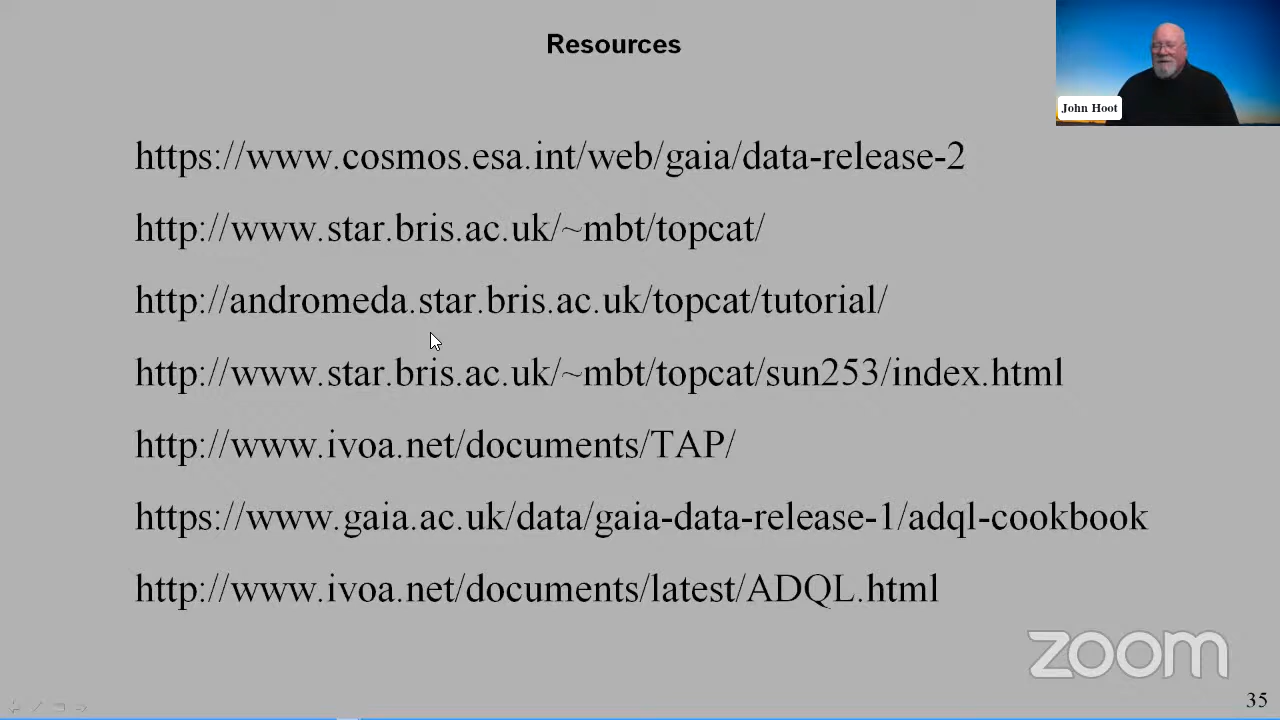 Resources
John Hoot
https://www.cosmos.esa.int/web/gaia/data-release-2
http://www.star.bris.ac.uk/~mbt/topcat/
http://andromeda.star.bris.ac.uk/topcat/tutorial/
http://www.star.bris.ac.uk/~mbt/topcat/sun253/index.html
http://www.ivoa.net/documents/TAP/
https://www.gaia.ac.uk/data/gaia-data-release-1/adql-cookbook
http://www.ivoa.net/documents/latest/ADQL.html
zoom
35